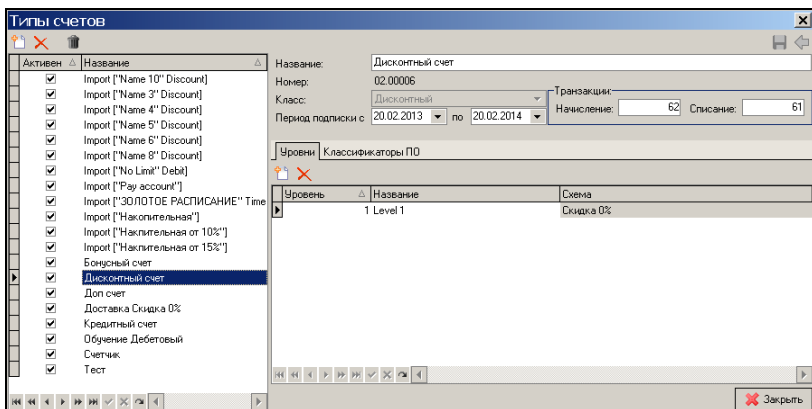 Типы счетов
Активен Название
Import ["Name 10" Discount]
Import ["Name 3" Discount]
Import ["Name 4" Discount]
Import ["Name 5" Discount]
Import ["Name 6" Discount]
Import ["Name 8" Discount]
Import ["No Limit" Debit]
Import ["Pay account"]
Import ["ЗОЛОТОЕ РАСПИСАНИЕ" Time
Import ["Накопительная"]
Import ["Накпительная от 10%"]
Import ["Накпительная от 15%"]
Бонусный счет
Дисконтный счет
Доп счет
Доставка Скидка 0%
Кредитный счет
Обучение Дебетовый
Счетчик
Тест
Название: Дисконтный счет
Номер: 02.00006
Класс: Дисконтный
Период подписки с 20.02.2013 по 20.02.2014
Транзакции:
Начисление: 62 Списание: 61
Уровни Классификаторы ПО
Уровень Название Схема
1 Level 1 Скидка 0%
Закрыть